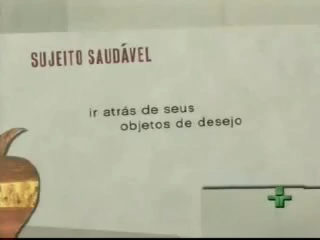 SUJEITO SAUDÁVEL
ir atrás de seus
objetos de desejo